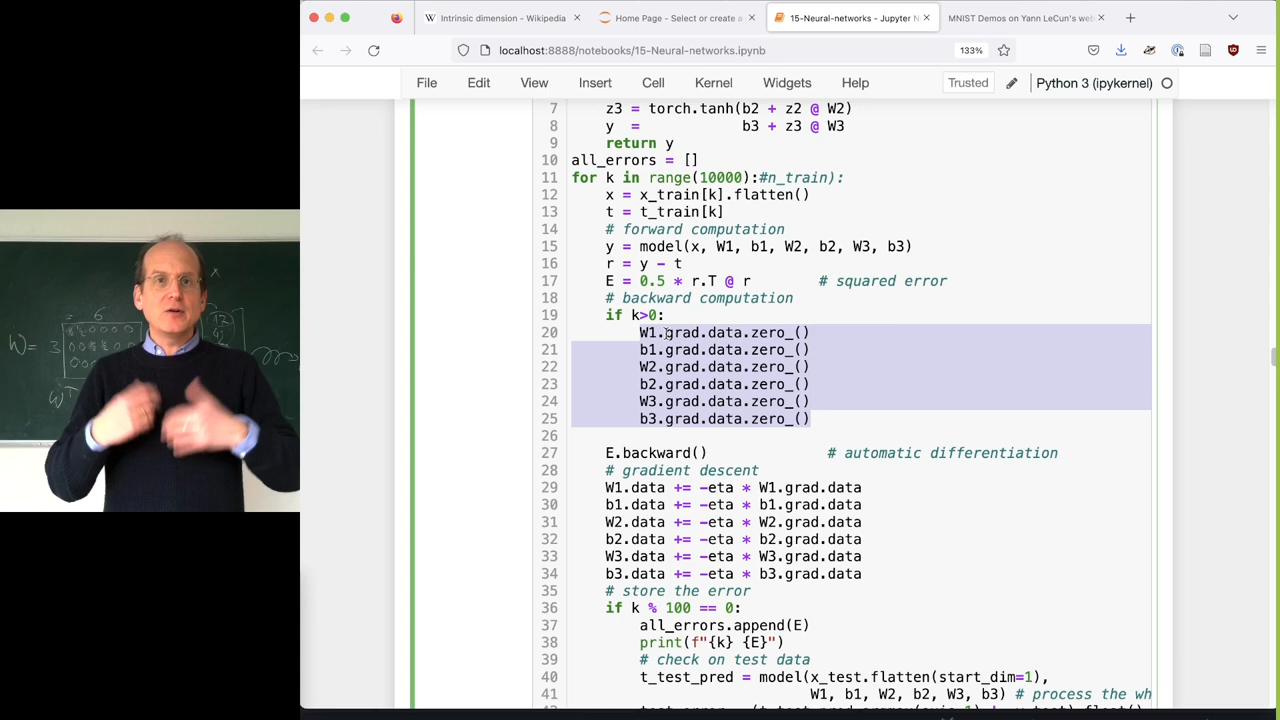 Intrinsic dimension - Wikipedia
Home Page - Select or create a
15-Neural-networks - Jupyter N
MNIST Demos on Yann LeCun's web
localhost:8888/notebooks/15-Neural-networks.ipynb
133%
File Edit View Insert Cell Kernel Widgets Help
Trusted
Python 3 (ipykernel)
7 z3 = torch.tanh(b2 + z2 @ W2)
8 y = b3 + z3 @ W3
9 return y
10 all_errors = []
11 for k in range(10000):#n_train):
12 x = x_train[k].flatten()
13 t = t_train[k]
14 # forward computation
15 y = model(x, W1, b1, W2, b2, W3, b3)
16 r = y - t
17 E = 0.5 * r.T @ r # squared error
18 # backward computation
19 if k>0:
20 W1.grad.data.zero_()
21 b1.grad.data.zero_()
22 W2.grad.data.zero_()
23 b2.grad.data.zero_()
24 W3.grad.data.zero_()
25 b3.grad.data.zero_()
26
27 E.backward() # automatic differentiation
28 # gradient descent
29 W1.data += -eta * W1.grad.data
30 b1.data += -eta * b1.grad.data
31 W2.data += -eta * W2.grad.data
32 b2.data += -eta * b2.grad.data
33 W3.data += -eta * W3.grad.data
34 b3.data += -eta * b3.grad.data
35 # store the error
36 if k % 100 == 0:
37 all_errors.append(E)
38 print(f"{k} {E}")
39 # check on test data
40 t_test_pred = model(x_test.flatten(start_dim=1),
41 W1, b1, W2, b2, W3, b3) # process the wh
W =
3
6
x